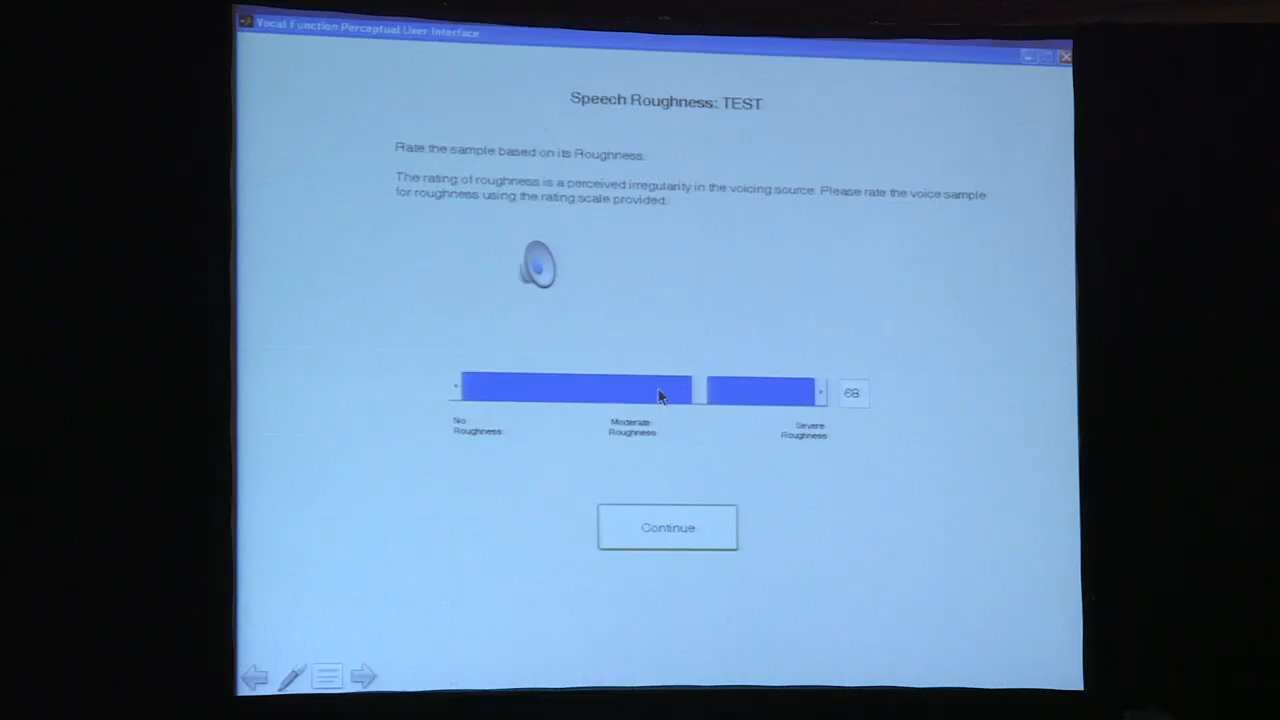 Vocal Function Perceptual User Interface
Speech Roughness: TEST
Rate the sample based on its Roughness.
The rating of roughness is a perceived irregularity in the voicing source. Please rate the voice sample
for roughness using the rating scale provided.
68
No
Roughness
Moderate
Roughness
Severe
Roughness
Continue